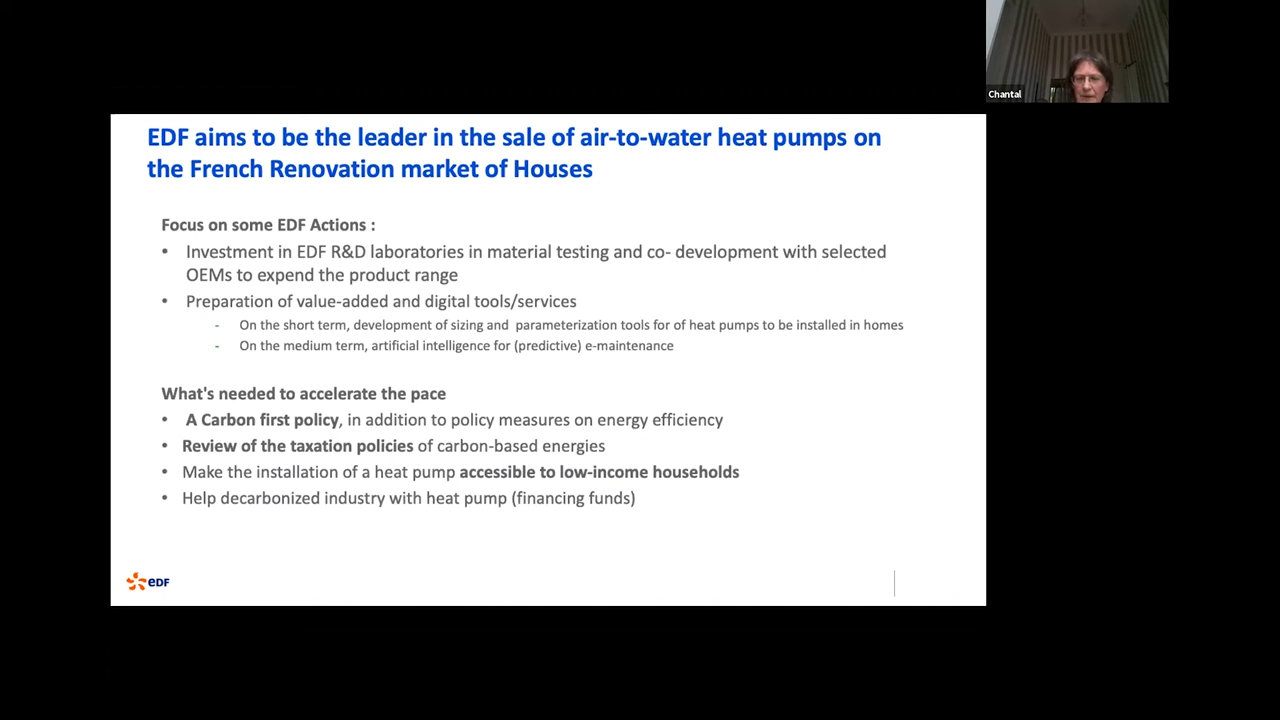 Chantal
EDF aims to be the leader in the sale of air-to-water heat pumps on
the French Renovation market of Houses
Focus on some EDF Actions :
• Investment in EDF R&D laboratories in material testing and co- development with selected
OEMs to expend the product range
• Preparation of value-added and digital tools/services
- On the short term, development of sizing and parameterization tools for of heat pumps to be installed in homes
- On the medium term, artificial intelligence for (predictive) e-maintenance
What's needed to accelerate the pace
• A Carbon first policy, in addition to policy measures on energy efficiency
• Review of the taxation policies of carbon-based energies
• Make the installation of a heat pump accessible to low-income households
• Help decarbonized industry with heat pump (financing funds)
eDF